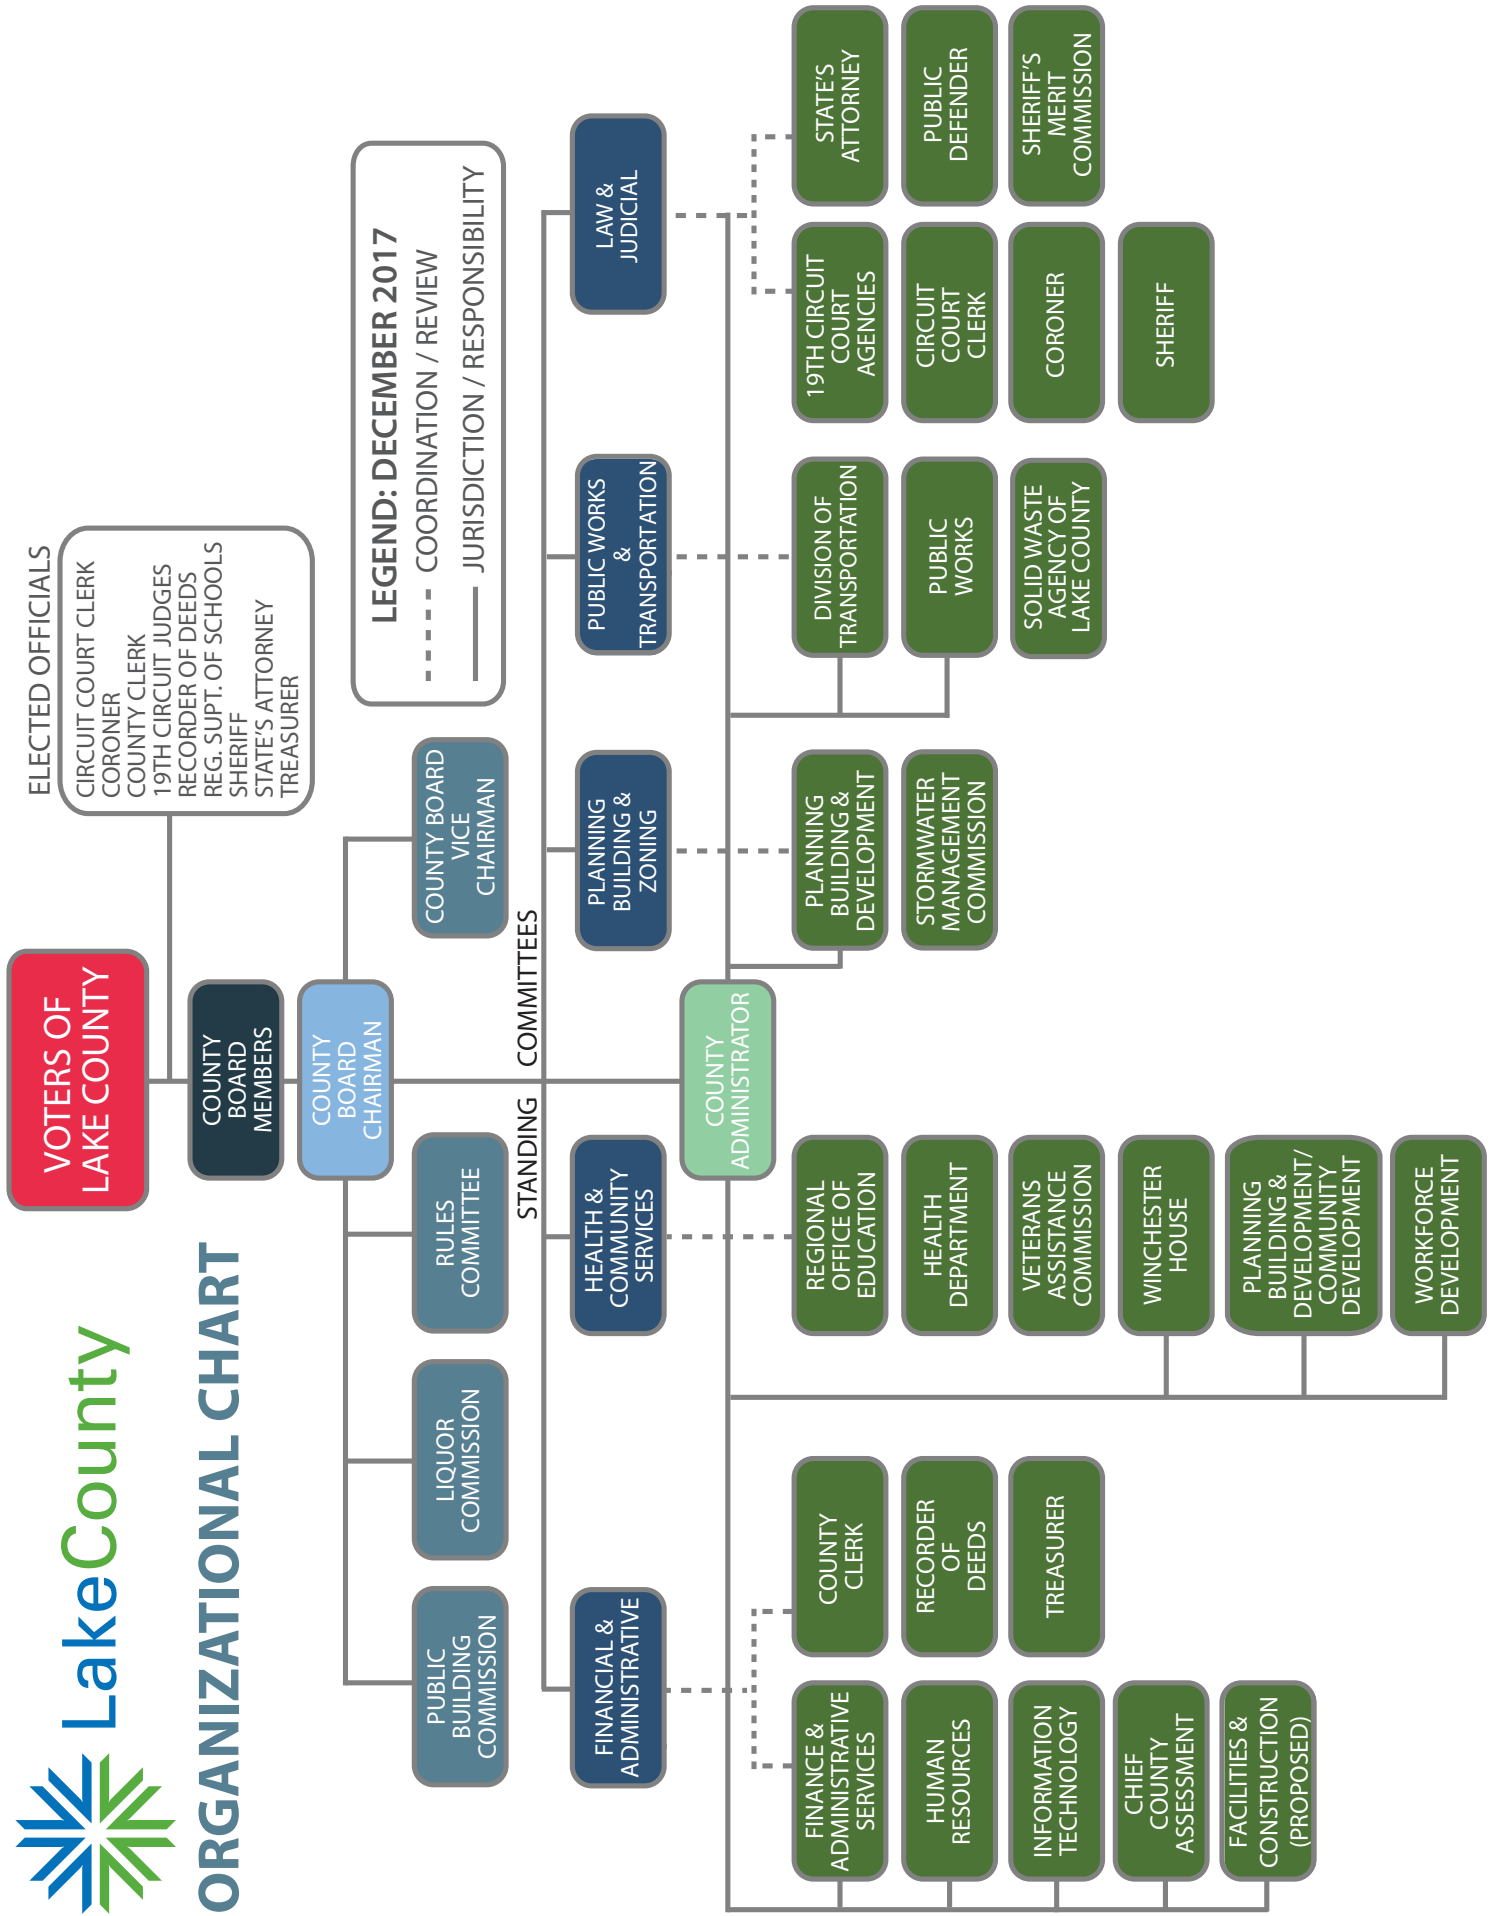 LakeCounty
ORGANIZATIONAL CHART
VOTERS OF
LAKE COUNTY
ELECTED OFFICIALS
CIRCUIT COURT CLERK
CORONER
COUNTY CLERK
19TH CIRCUIT JUDGES
RECORDER OF DEEDS
REG. SUPT. OF SCHOOLS
SHERIFF
STATE'S ATTORNEY
TREASURER
COUNTY
BOARD
MEMBERS
COUNTY
BOARD
CHAIRMAN
LEGEND: DECEMBER 2017
COORDINATION / REVIEW
JURISDICTION / RESPONSIBILITY
PUBLIC
BUILDING
COMMISSION
LIQUOR
COMMISSION
RULES
COMMITTEE
COUNTY BOARD
VICE
CHAIRMAN
STANDING COMMITTEES
FINANCIAL &
ADMINISTRATIVE
HEALTH &
COMMUNITY
SERVICES
PLANNING
BUILDING &
ZONING
PUBLIC WORKS
&
TRANSPORTATION
LAW &
JUDICIAL
COUNTY
ADMINISTRATOR
FINANCE &
ADMINISTRATIVE
SERVICES
HUMAN
RESOURCES
INFORMATION
TECHNOLOGY
CHIEF
COUNTY
ASSESSMENT
FACILITIES &
CONSTRUCTION
(PROPOSED)
COUNTY
CLERK
RECORDER
OF
DEEDS
TREASURER
REGIONAL
OFFICE OF
EDUCATION
HEALTH
DEPARTMENT
VETERANS
ASSISTANCE
COMMISSION
WINCHESTER
HOUSE
PLANNING
BUILDING &
DEVELOPMENT/
COMMUNITY
DEVELOPMENT
WORKFORCE
DEVELOPMENT
PLANNING
BUILDING &
DEVELOPMENT
STORMWATER
MANAGEMENT
COMMISSION
DIVISION OF
TRANSPORTATION
PUBLIC
WORKS
SOLID WASTE
AGENCY OF
LAKE COUNTY
19TH CIRCUIT
COURT
AGENCIES
CIRCUIT
COURT
CLERK
CORONER
SHERIFF
STATE'S
ATTORNEY
PUBLIC
DEFENDER
SHERIFF'S
MERIT
COMMISSION